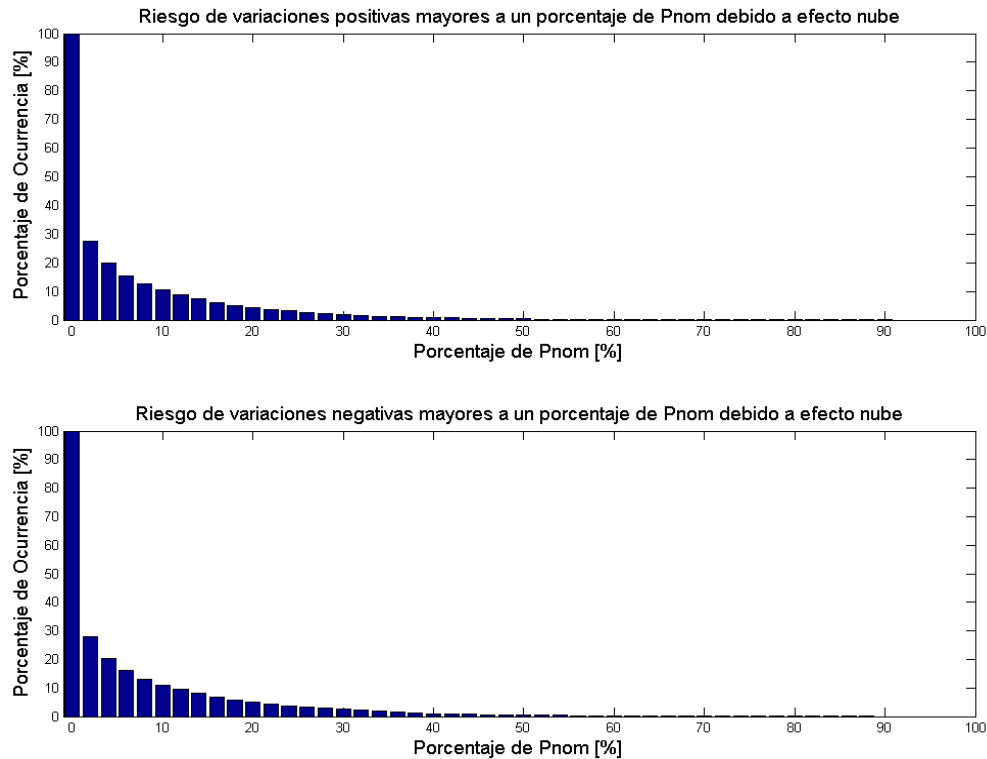 Riesgo de variaciones positivas mayores a un porcentaje de Pnom debido a efecto nube
Porcentaje de Ocurrencia [%]
100
90
80
70
60
50
40
30
20
10
0
0 10 20 30 40 50 60 70 80 90 100
Porcentaje de Pnom [%]
Riesgo de variaciones negativas mayores a un porcentaje de Pnom debido a efecto nube
Porcentaje de Ocurrencia [%]
100
90
80
70
60
50
40
30
20
10
0
0 10 20 30 40 50 60 70 80 90 100
Porcentaje de Pnom [%]